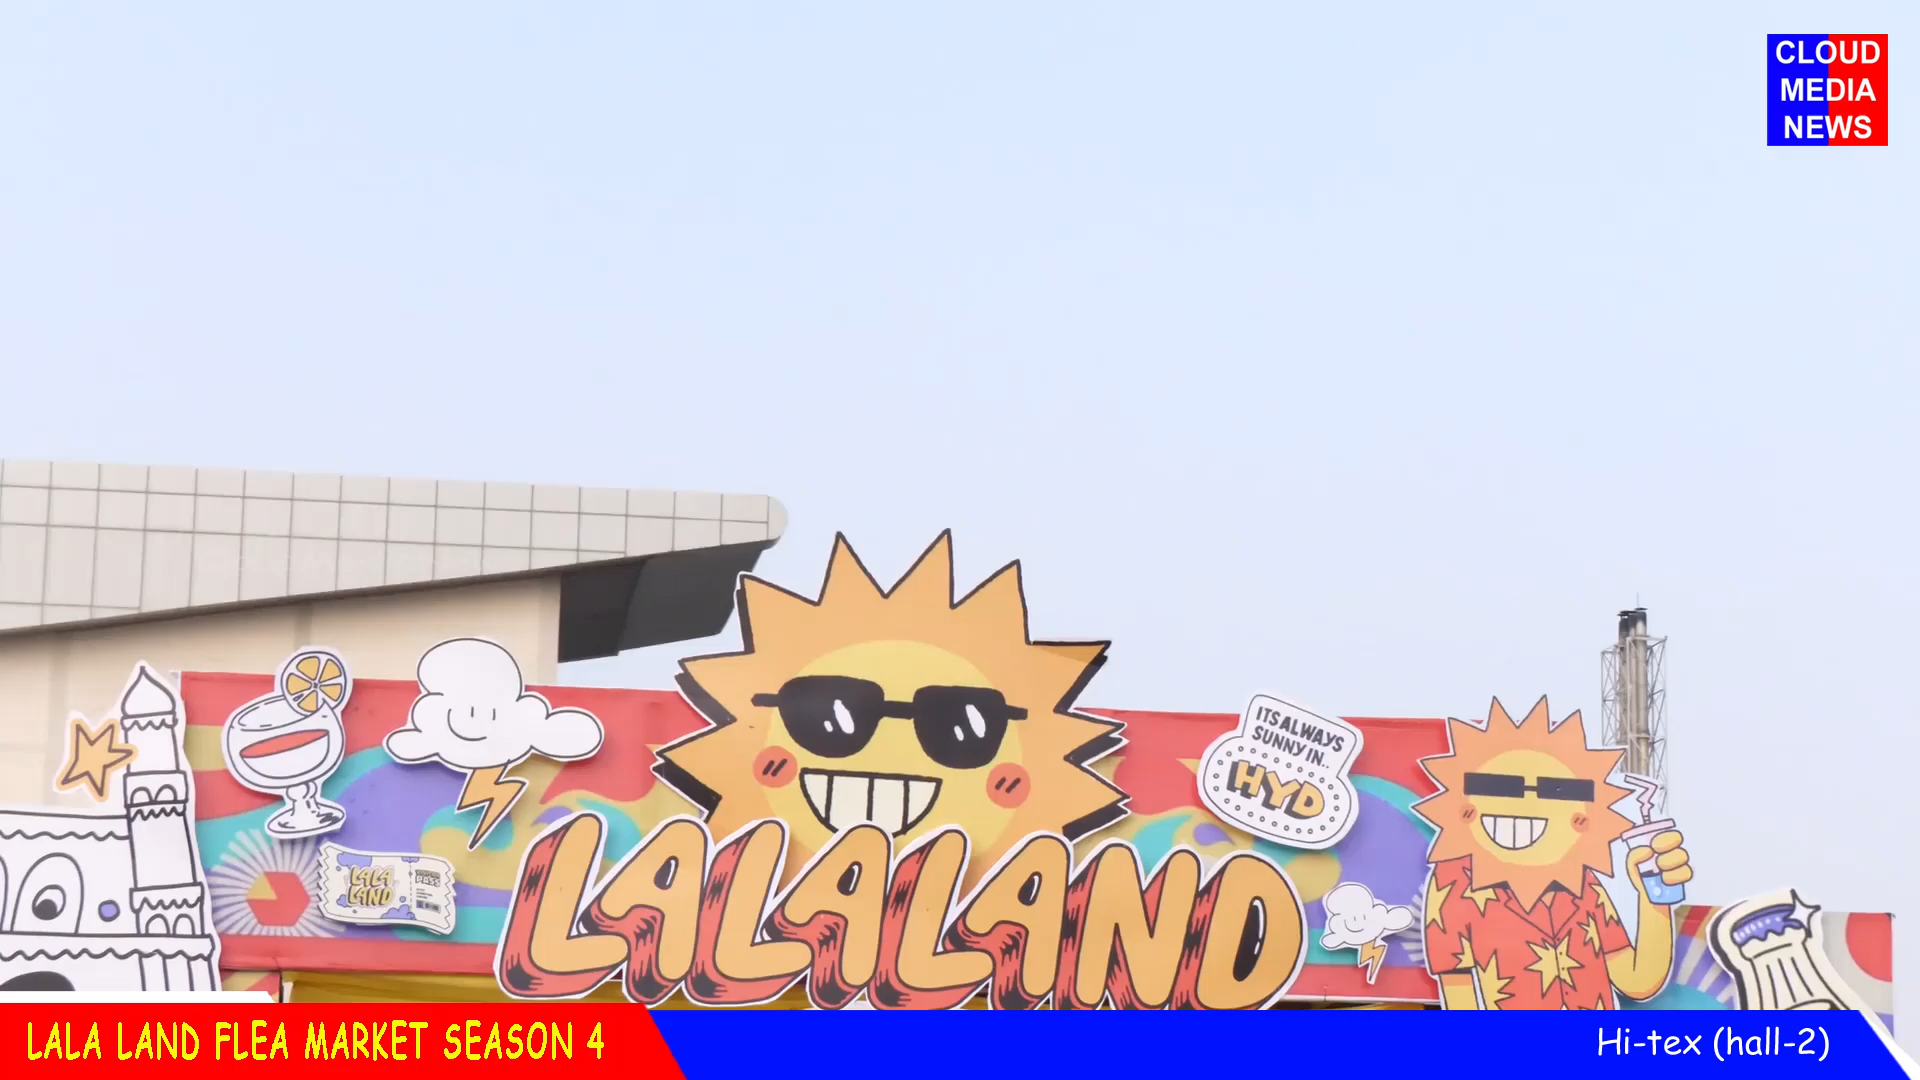 CLOUD
MEDIA
NEWS
ITS ALWAYS
SUNNY IN..
HYD
LALA
LAND
PASS
LALALAND
LALA LAND FLEA MARKET SEASON 4
Hi-tex (hall-2)